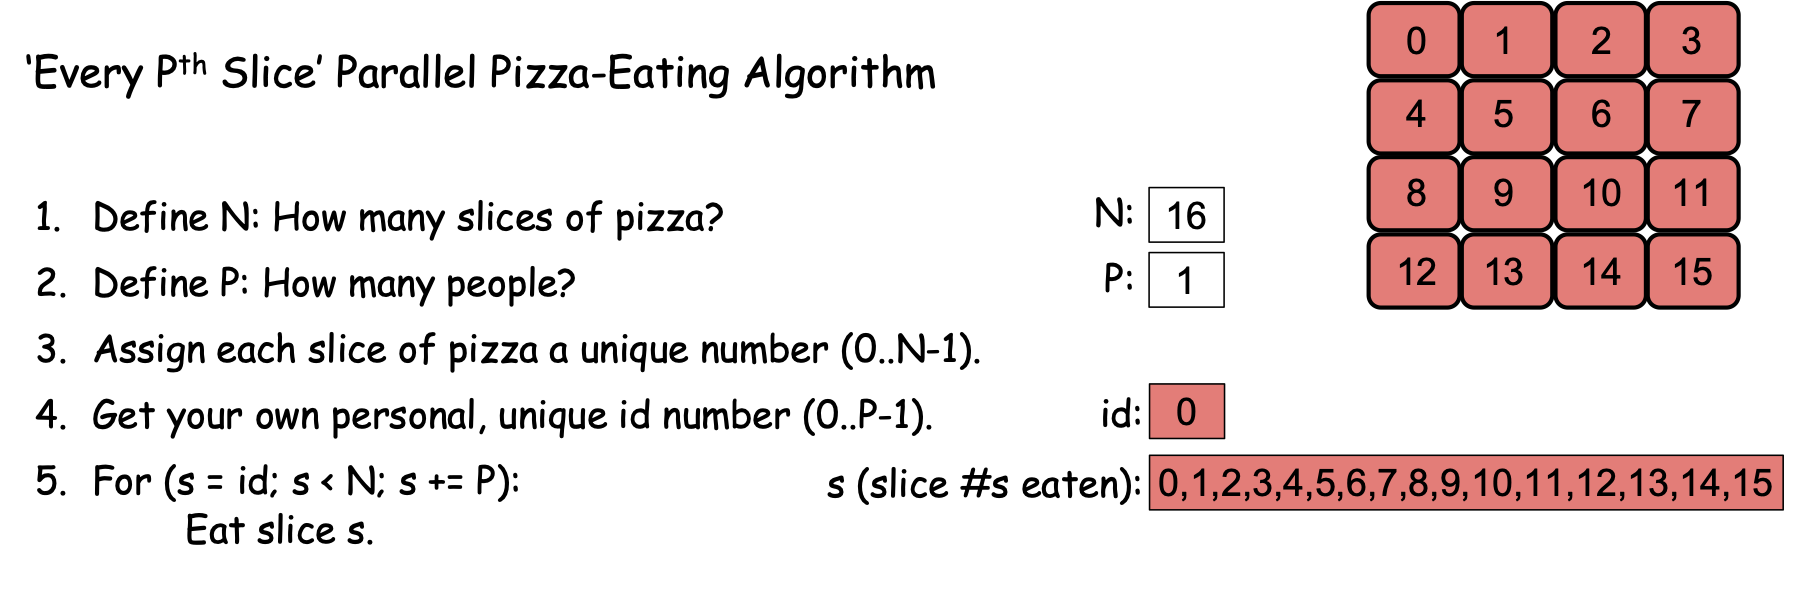 'Every Pth Slice' Parallel Pizza-Eating Algorithm
0 1 2 3
4 5 6 7
8 9 10 11
12 13 14 15
1. Define N: How many slices of pizza?
N: 16
2. Define P: How many people?
P: 1
3. Assign each slice of pizza a unique number (0..N-1).
4. Get your own personal, unique id number (0..P-1).
id: 0
5. For (s = id; s < N; s += P):
Eat slice s.
s (slice #s eaten): 0,1,2,3,4,5,6,7,8,9,10,11,12,13,14,15